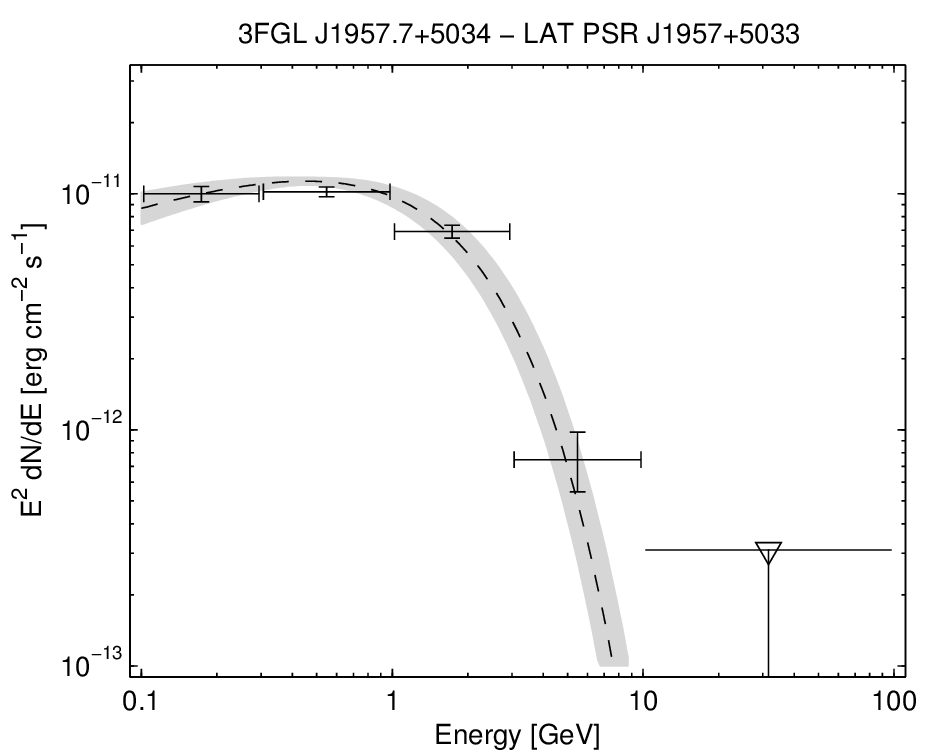 3FGL J1957.7+5034 – LAT PSR J1957+5033
E² dN/dE [erg cm⁻² s⁻¹]
10⁻¹¹
10⁻¹²
10⁻¹³
0.1 1 10 100
Energy [GeV]